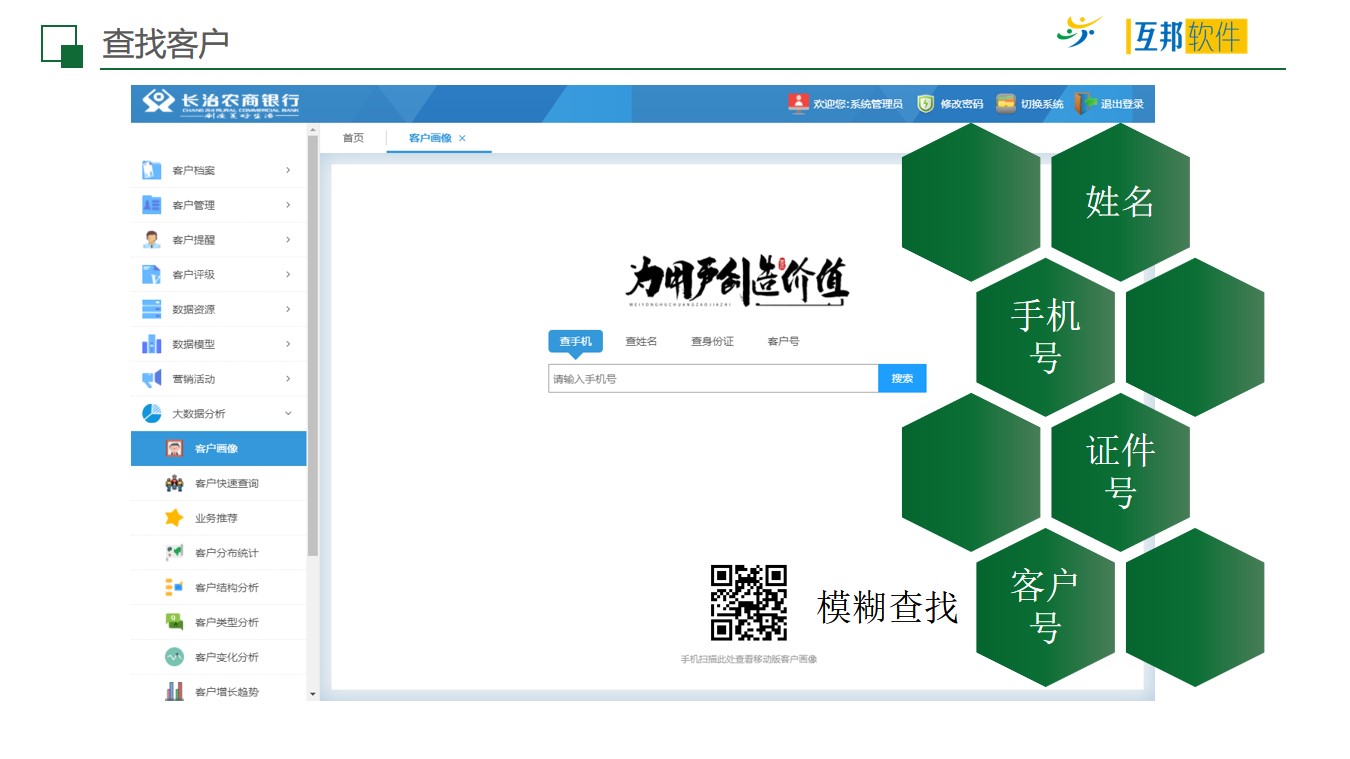 查找客户
互邦软件
长治农商银行
CHANGZHI RURAL COMMERCIAL BANK
创造美好生活
欢迎您:系统管理员
修改密码
切换系统
退出登录
首页
客户画像 ×
客户档案
客户管理
客户提醒
客户评级
数据资源
数据模型
营销活动
大数据分析
客户画像
客户快速查询
业务推荐
客户分布统计
客户结构分析
客户类型分析
客户变化分析
客户增长趋势
为用户创造价值
WEIYONGHUCHUANGZAOJIAZHI
查手机
查姓名
查身份证
客户号
请输入手机号
搜索
手机扫描此处查看移动版客户画像
模糊查找
姓名
手机
号
证件
号
客户
号